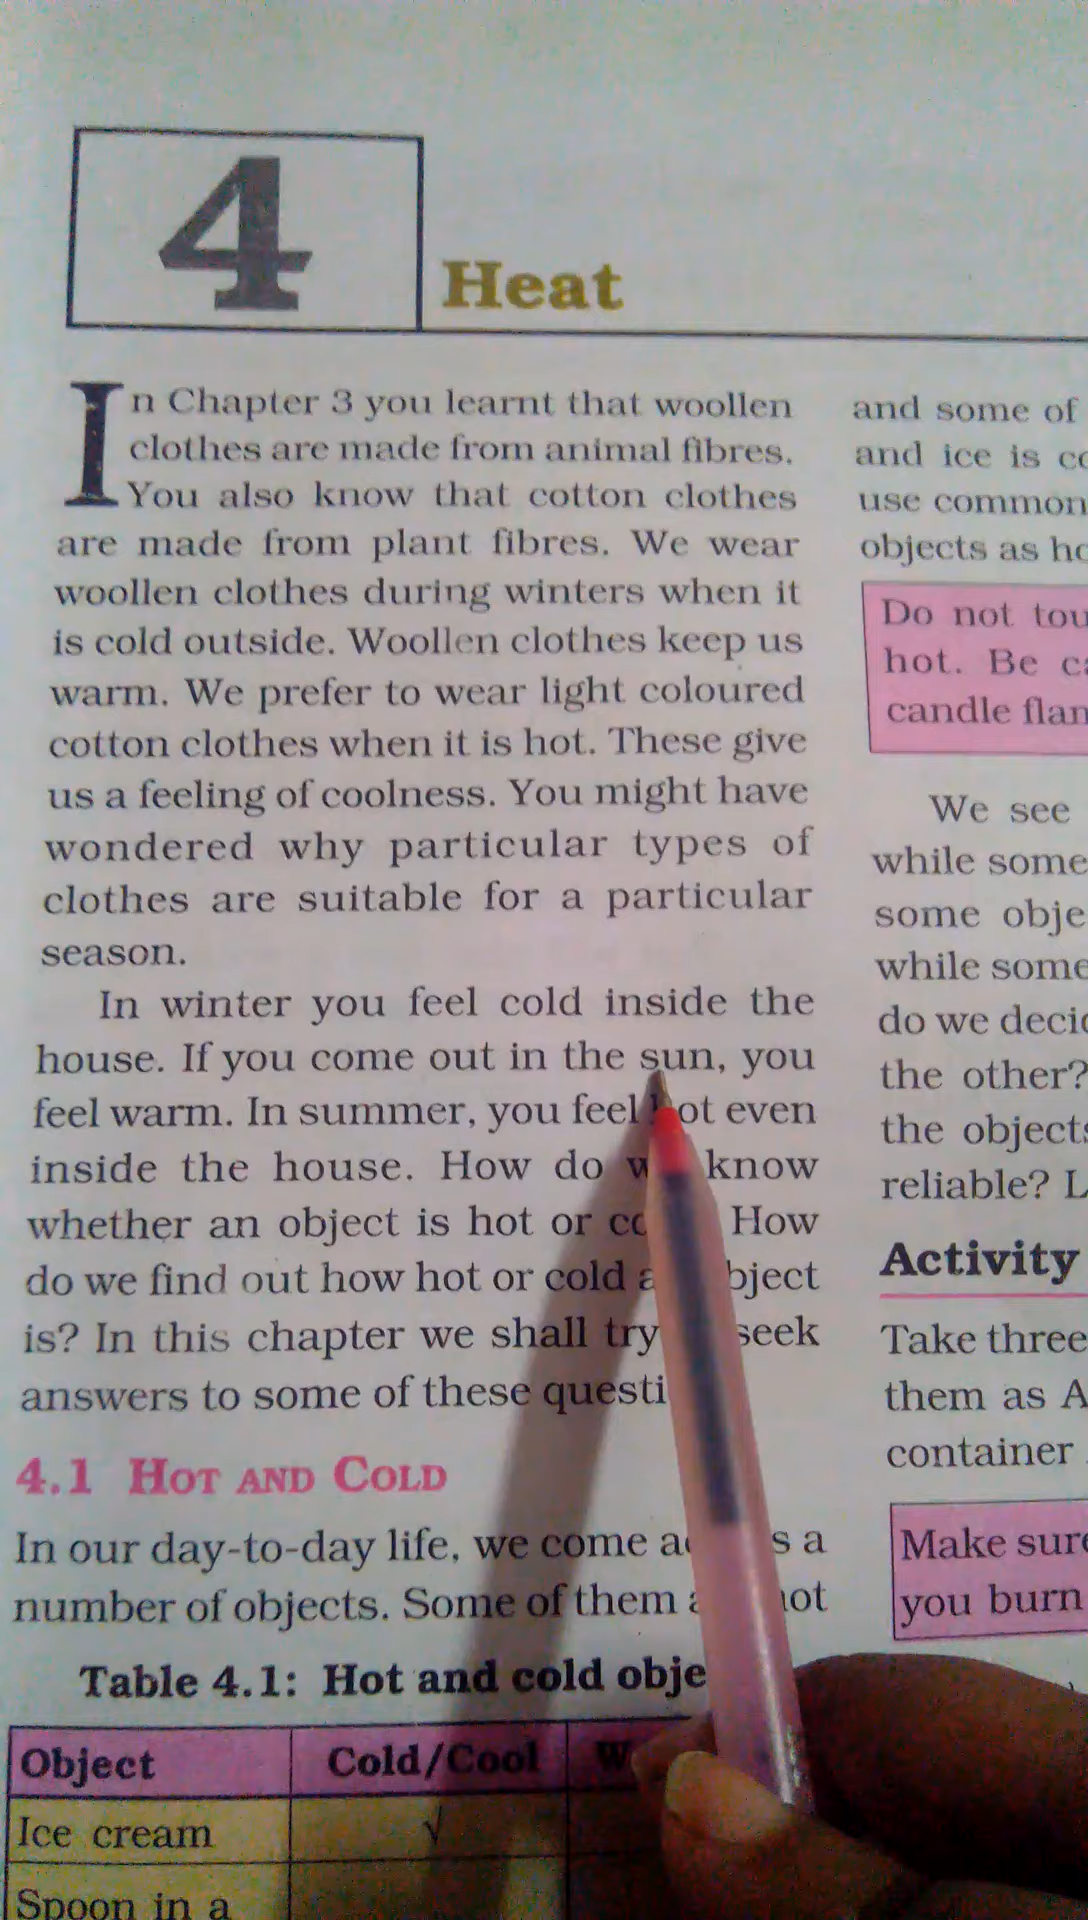 4
Heat
In Chapter 3 you learnt that woollen
clothes are made from animal fibres.
You also know that cotton clothes
are made from plant fibres. We wear
woollen clothes during winters when it
is cold outside. Woollen clothes keep us
warm. We prefer to wear light coloured
cotton clothes when it is hot. These give
us a feeling of coolness. You might have
wondered why particular types of
clothes are suitable for a particular
season.
In winter you feel cold inside the
house. If you come out in the sun, you
feel warm. In summer, you feel hot even
inside the house. How do we know
whether an object is hot or How
do we find out how hot or cold object
is? In this chapter we shall try seek
answers to some of these
4.1 HOT AND COLD
In our day-to-day life, we come a
number of objects. Some of them
Table 4.1: Hot and cold
Object Cold/Cool
Ice cream √
Spoon in a
and some of
and ice is
use common
objects as
Do not
hot. Be
candle
We see
while some
some
while some
do we
the other?
the
reliable?
Activity
Take three
them as A
container
Make
you burn